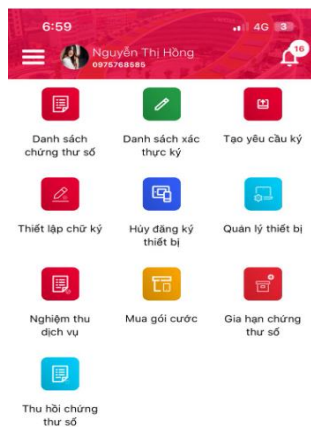 6:59
4G 3
Nguyễn Thị Hồng
0975768585
16
Danh sách
chứng thư số
Danh sách xác
thực ký
Tạo yêu cầu ký
Thiết lập chữ ký
Hủy đăng ký
thiết bị
Quản lý thiết bị
Nghiệm thu
dịch vụ
Mua gói cước
Gia hạn chứng
thư số
Thu hồi chứng
thư số